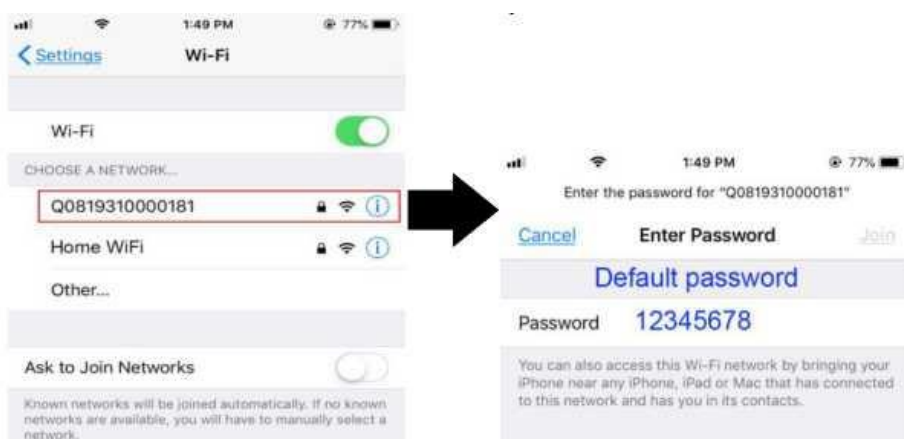 1:49 PM
77%
Settings
Wi-Fi
Wi-Fi
CHOOSE A NETWORK...
Q0819310000181
Home WiFi
Other...
Ask to Join Networks
Known networks will be joined automatically. If no known
networks are available, you will have to manually select a
network.
1:49 PM
77%
Enter the password for "Q0819310000181"
Cancel
Enter Password
Join
Default password
Password
12345678
You can also access this Wi-Fi network by bringing your
iPhone near any iPhone, iPad or Mac that has connected
to this network and has you in its contacts.